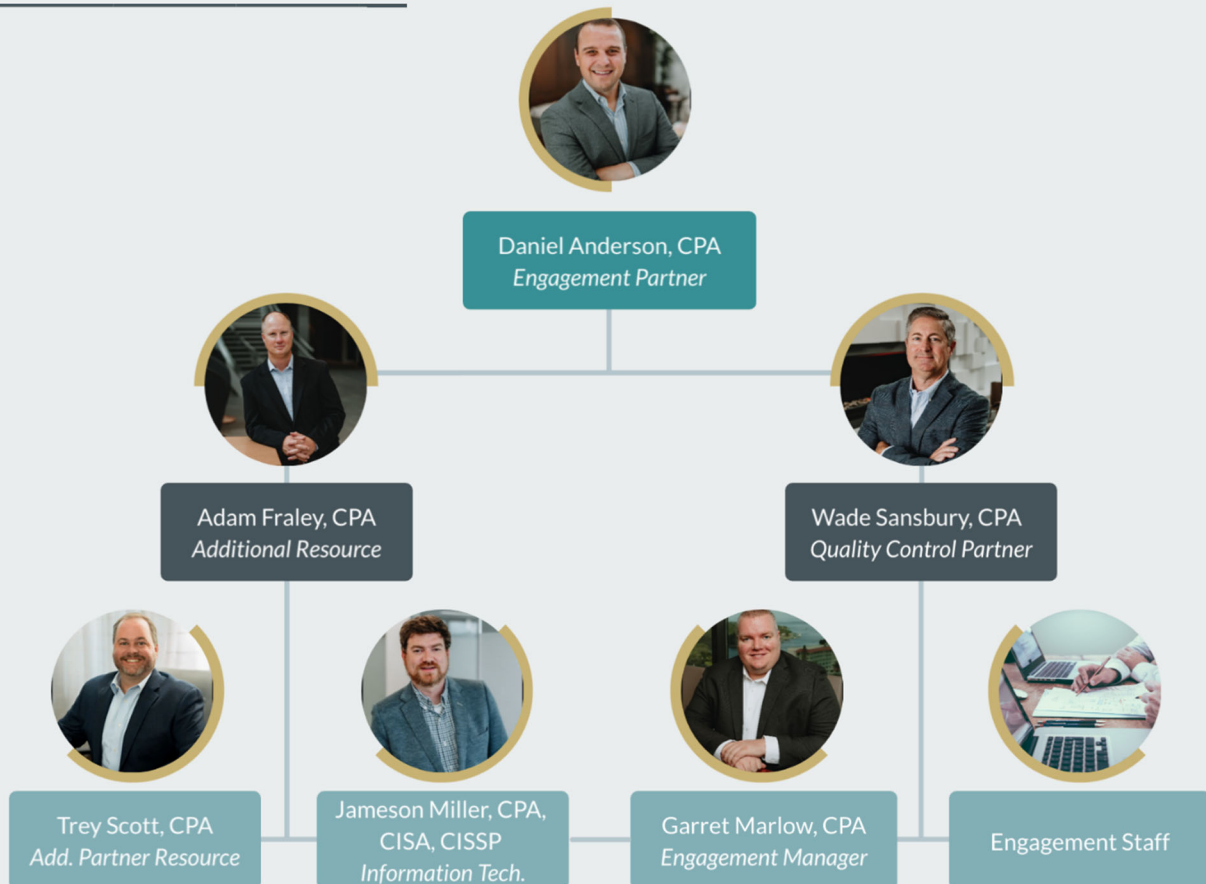 Daniel Anderson, CPA
Engagement Partner
Adam Fraley, CPA
Additional Resource
Wade Sansbury, CPA
Quality Control Partner
Trey Scott, CPA
Add. Partner Resource
Jameson Miller, CPA,
CISA, CISSP
Information Tech.
Garret Marlow, CPA
Engagement Manager
Engagement Staff